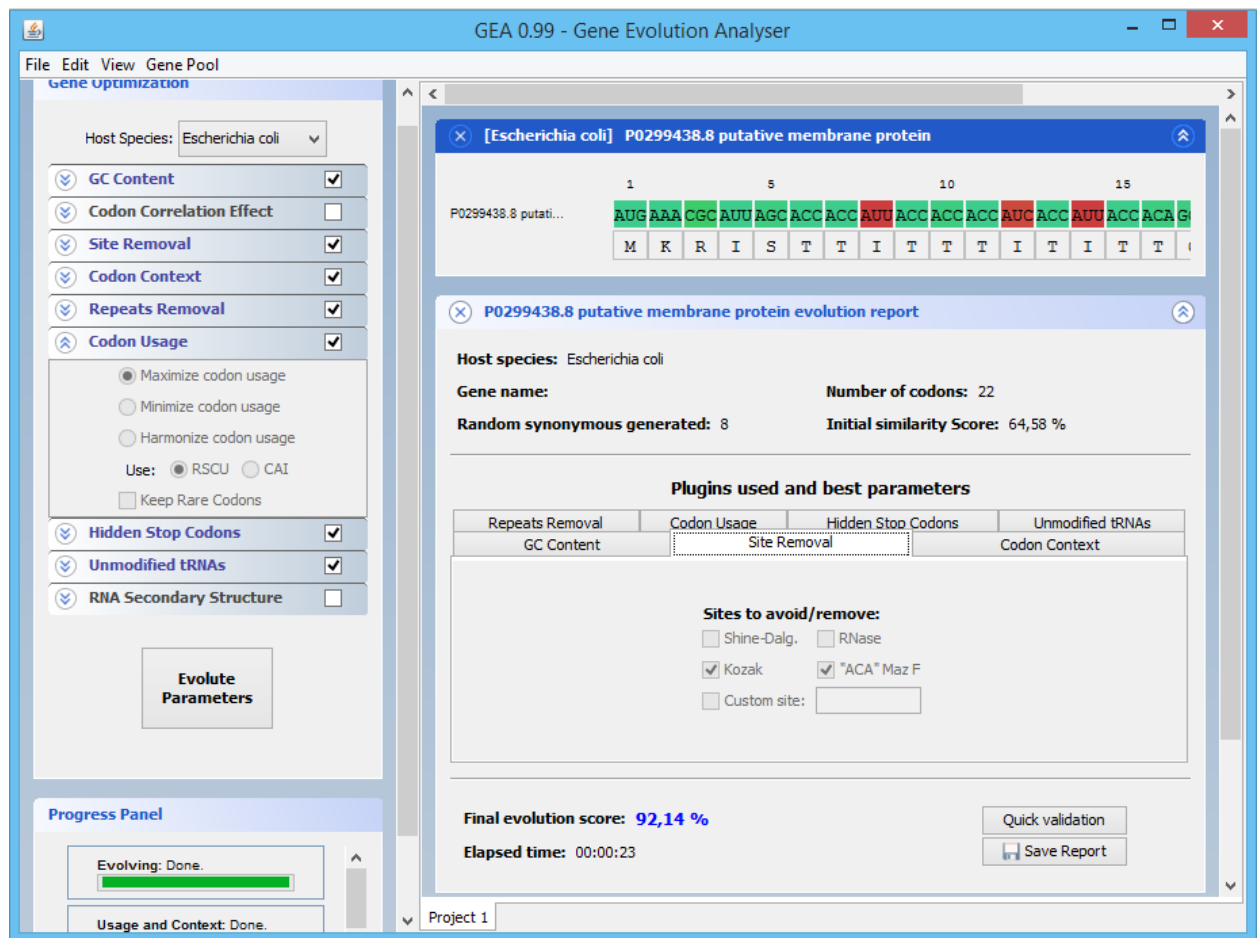 GEA 0.99 - Gene Evolution Analyser
File Edit View Gene Pool
Gene Optimization
Host Species: Escherichia coli
GC Content
Codon Correlation Effect
Site Removal
Codon Context
Repeats Removal
Codon Usage
Maximize codon usage
Minimize codon usage
Harmonize codon usage
Use: RSCU CAI
Keep Rare Codons
Hidden Stop Codons
Unmodified tRNAs
RNA Secondary Structure
Evolute
Parameters
Progress Panel
Evolving: Done.
Usage and Context: Done.
[Escherichia coli] P0299438.8 putative membrane protein
1 5 10 15
P0299438.8 putati... AUG AAA CGC AUU AGC ACC ACC AUU ACC ACC ACC AUC ACC AUU ACC ACA G
M K R I S T T I T T T I T I T T
P0299438.8 putative membrane protein evolution report
Host species: Escherichia coli
Gene name: Number of codons: 22
Random synonymous generated: 8 Initial similarity Score: 64,58 %
Plugins used and best parameters
Repeats Removal Codon Usage Hidden Stop Codons Unmodified tRNAs
GC Content Site Removal Codon Context
Sites to avoid/remove:
Shine-Dalg. RNase
Kozak "ACA" Maz F
Custom site:
Final evolution score: 92,14 % Quick validation
Elapsed time: 00:00:23 Save Report
Project 1